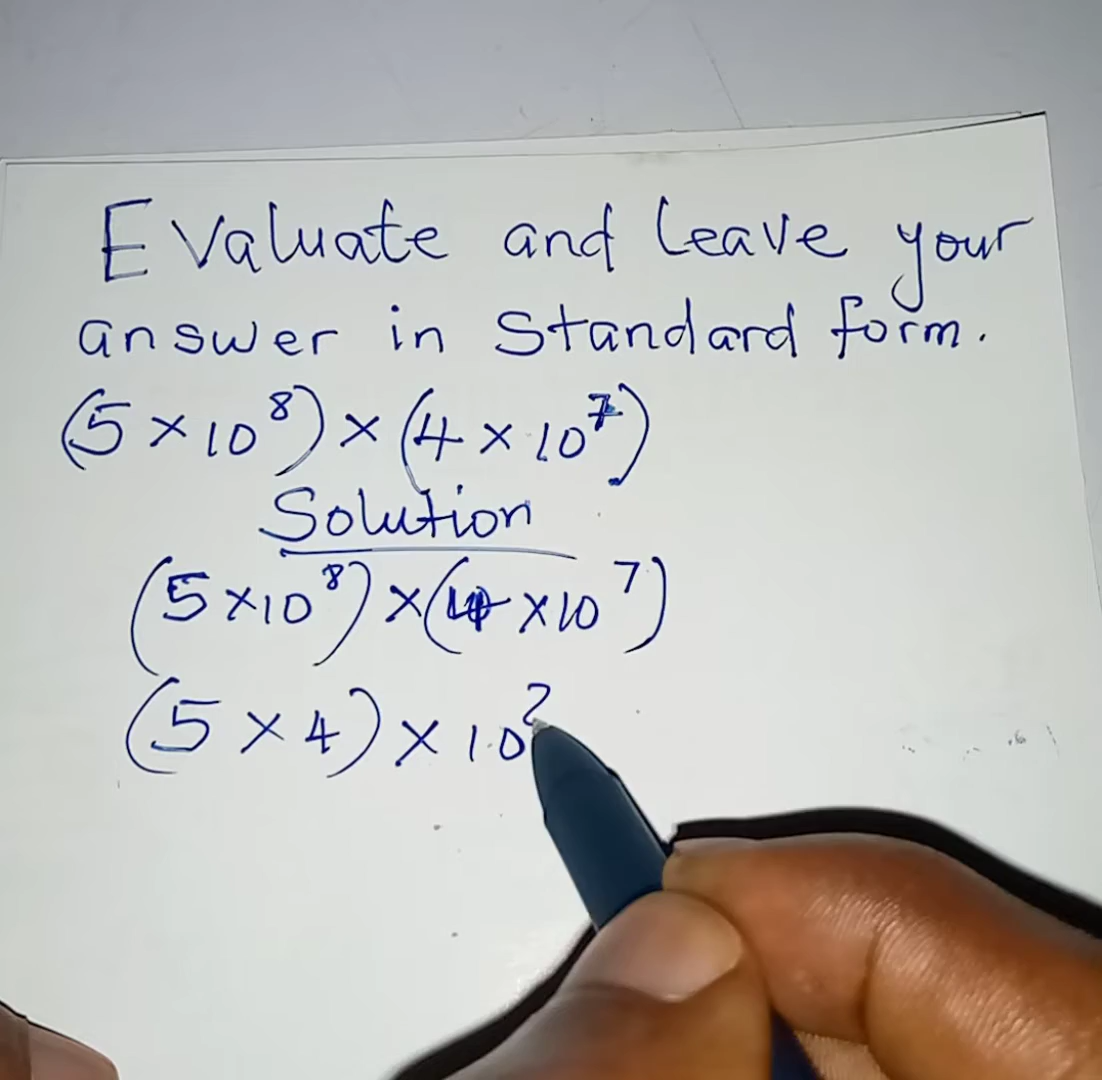 Evaluate and leave your
answer in standard form.
(5 × 10⁸) × (4 × 10⁷)
Solution
(5 × 10⁸) × (4 × 10⁷)
(5 × 4) × 10